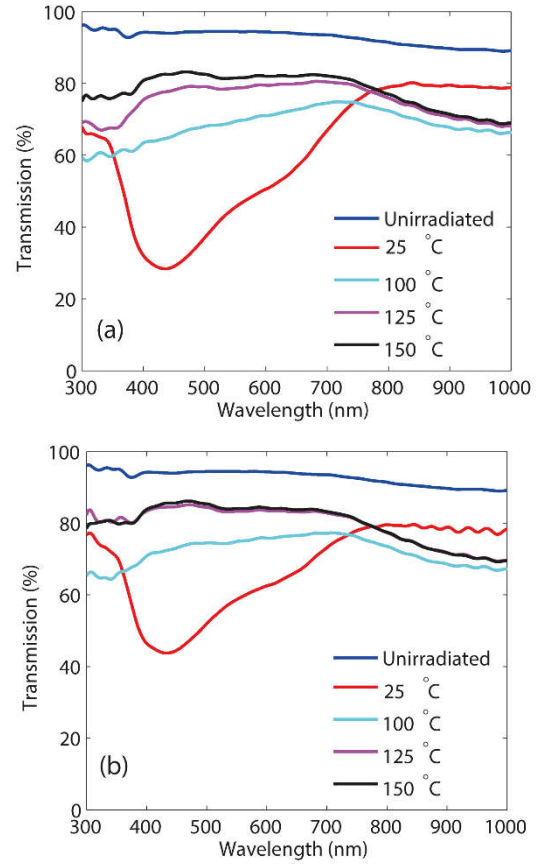 100
80
60
40
20
0
Transmission (%)
Unirradiated
25 °C
100 °C
125 °C
150 °C
(a)
300 400 500 600 700 800 900 1000
Wavelength (nm)
100
80
60
40
20
0
Transmission (%)
Unirradiated
25 °C
100 °C
125 °C
150 °C
(b)
300 400 500 600 700 800 900 1000
Wavelength (nm)